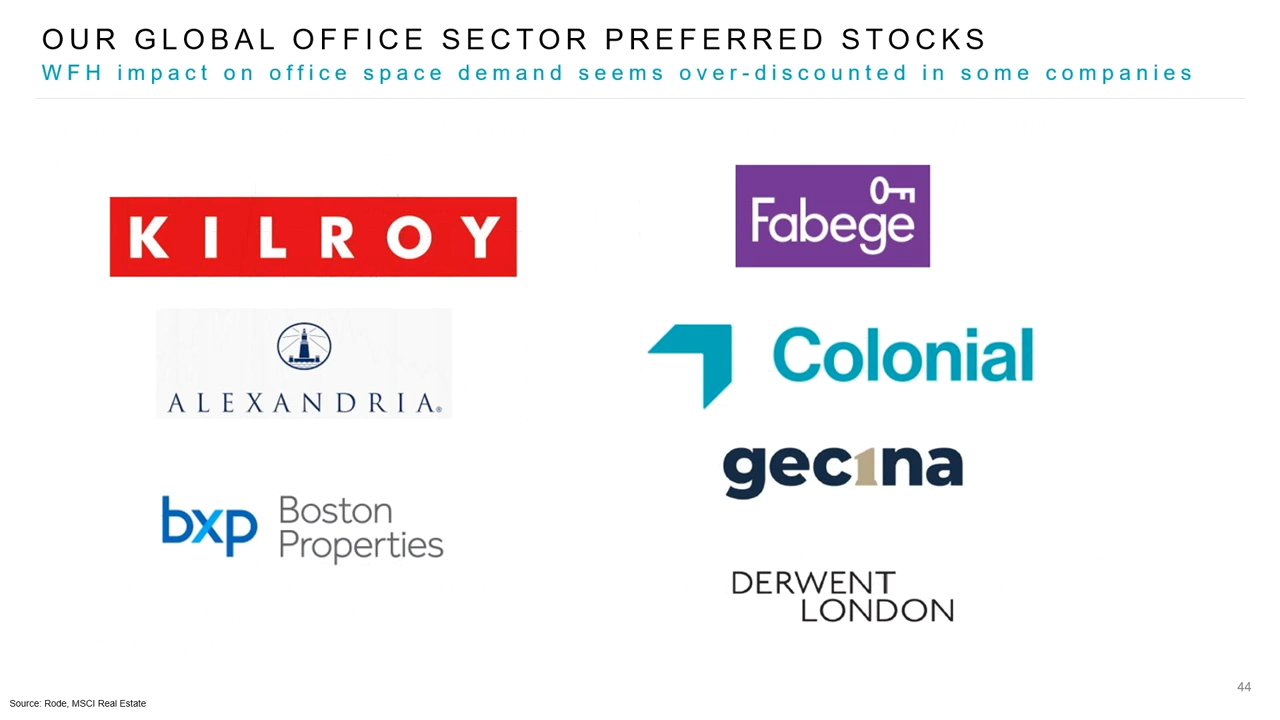 OUR GLOBAL OFFICE SECTOR PREFERRED STOCKS
WFH impact on office space demand seems over-discounted in some companies
KILROY
ALEXANDRIA®
bxp Boston
Properties
Fabege
Colonial
gec1na
DERWENT
LONDON
44
Source: Rode, MSCI Real Estate